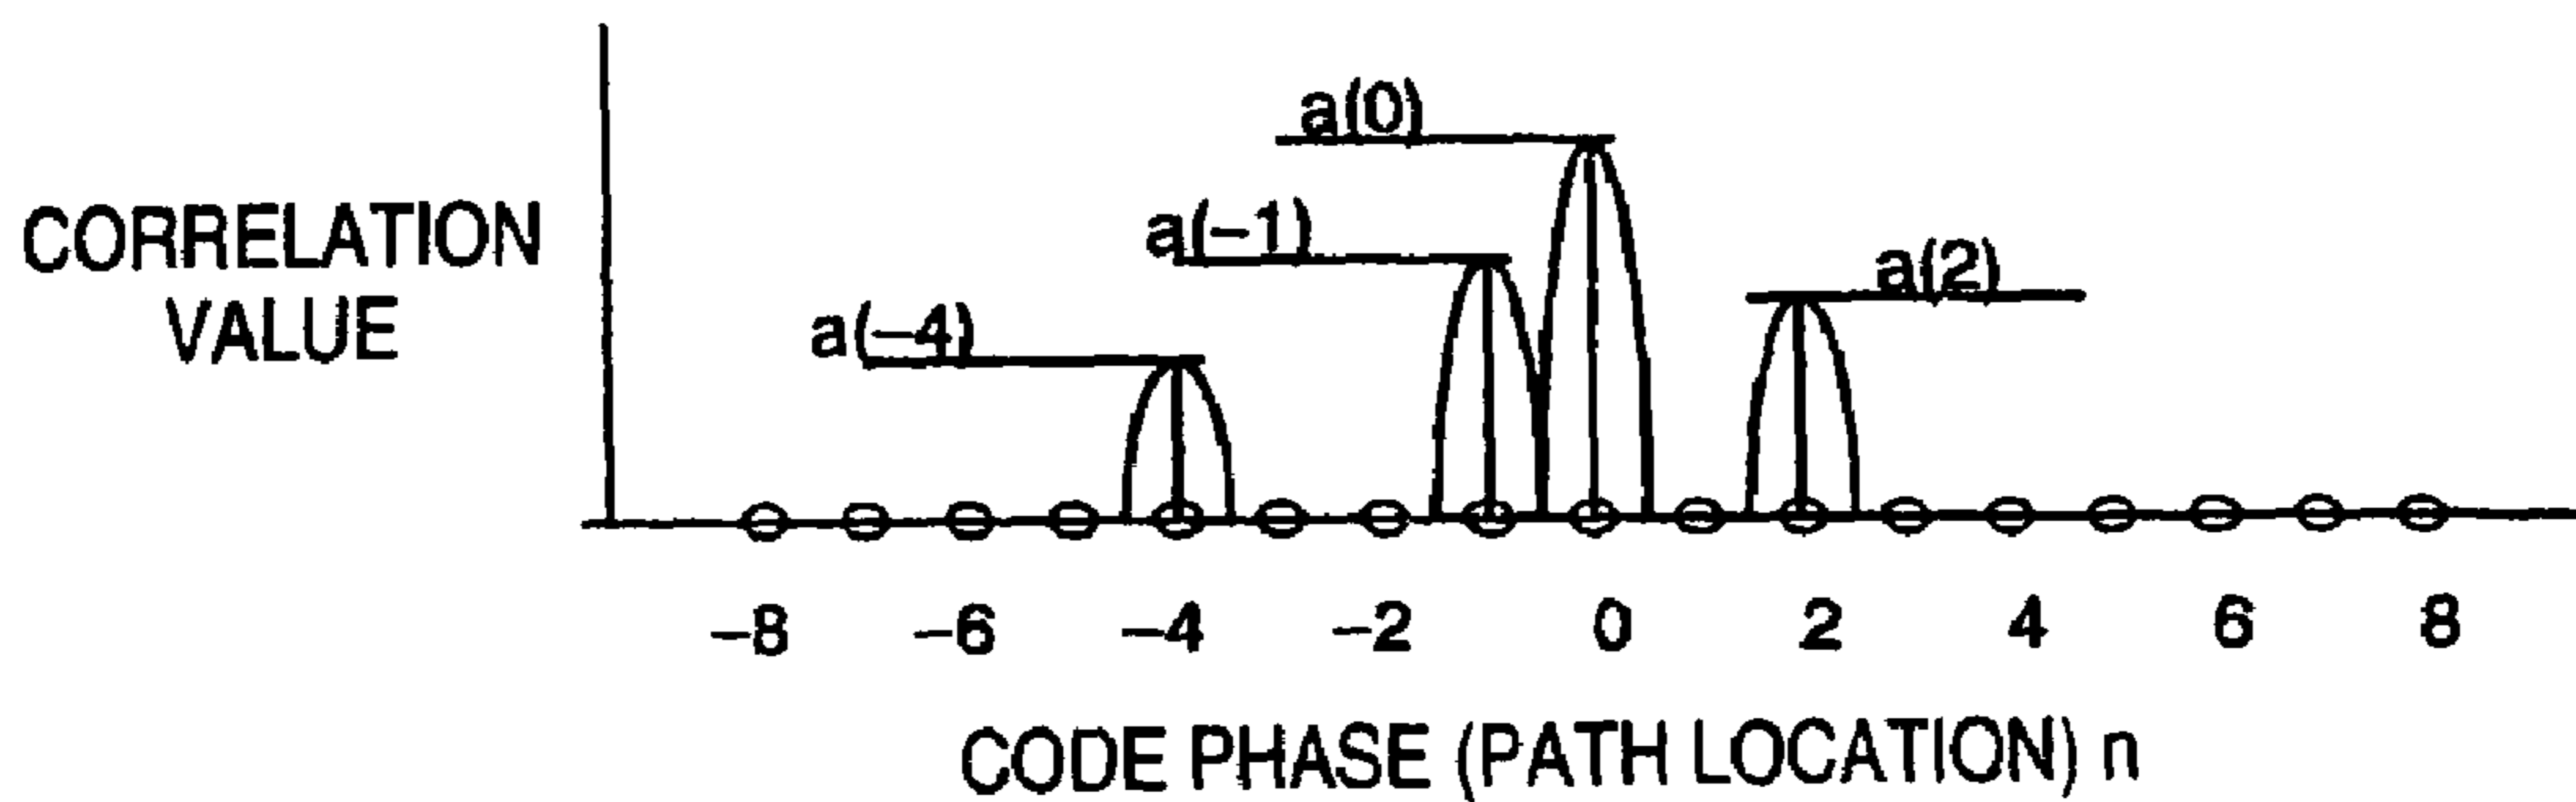 a(0)
a(−1)
a(2)
a(−4)
CORRELATION
VALUE
−8 −6 −4 −2 0 2 4 6 8
CODE PHASE (PATH LOCATION) n